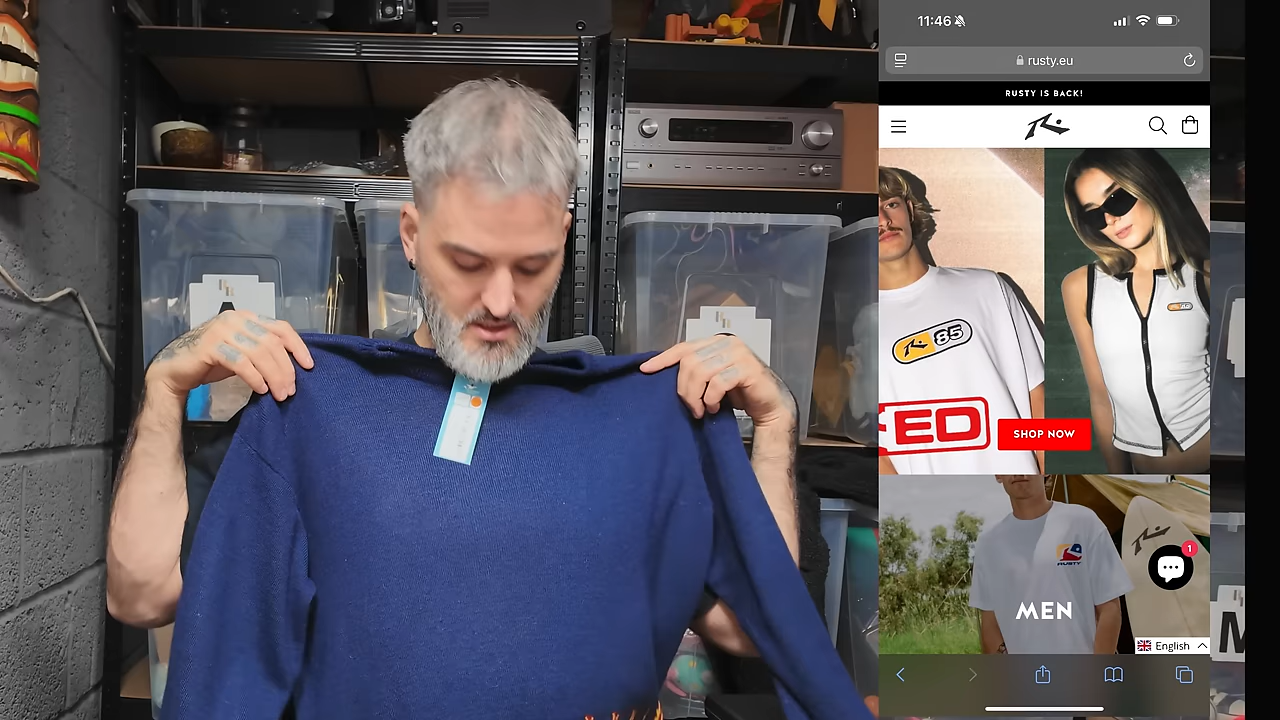 11:46
rusty.eu
RUSTY IS BACK!
85
ED
SHOP NOW
RUSTY
MEN
1
English
M